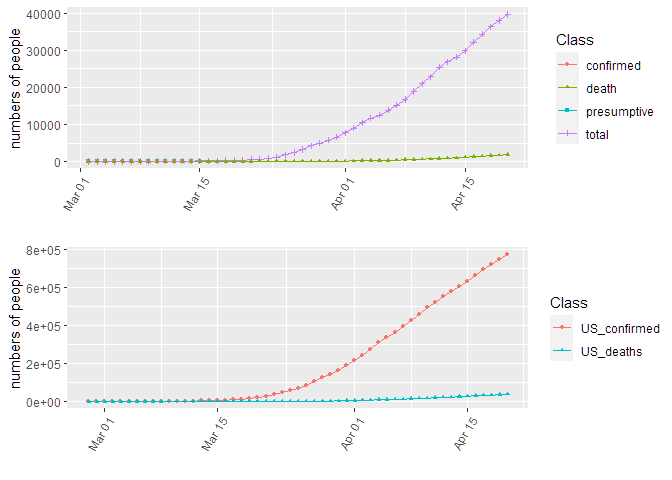 40000
30000
20000
10000
0
numbers of people
Mar 01
Mar 15
Apr 01
Apr 15
Class
confirmed
death
presumptive
total
8e+05
6e+05
4e+05
2e+05
0e+00
numbers of people
Mar 01
Mar 15
Apr 01
Apr 15
Class
US_confirmed
US_deaths